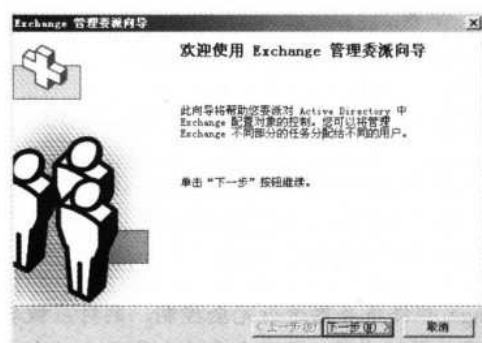 Exchange 管理委派向导
欢迎使用 Exchange 管理委派向导
此向导将帮助您委派对 Active Directory 中
Exchange 配置对象的控制。您可以将管理
Exchange 不同部分的任务分配给不同的用户。
单击“下一步”按钮继续。
<上一步(B) 下一步(N) > 取消